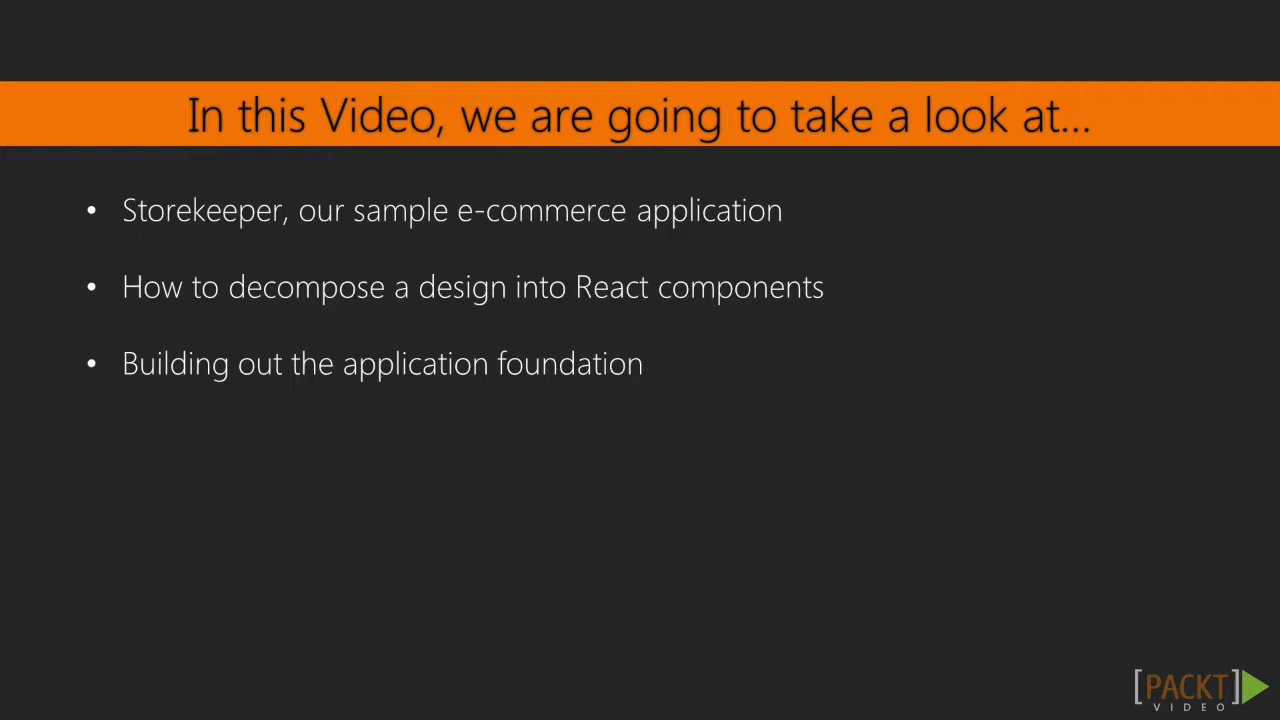 In this Video, we are going to take a look at...
• Storekeeper, our sample e-commerce application
• How to decompose a design into React components
• Building out the application foundation
[PACKT]
VIDEO